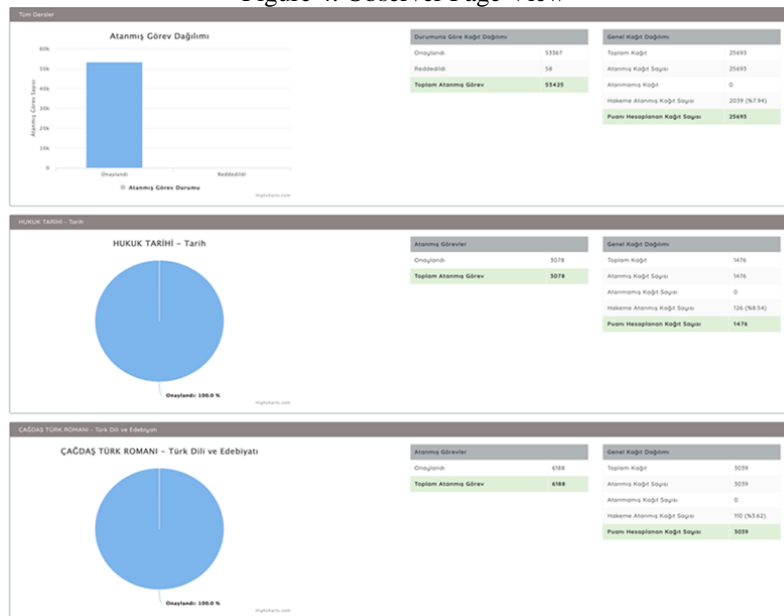 Figure 4. Observer Page View
Tüm Dersler
Atanmış Görev Dağılımı
60k
50k
40k
30k
20k
10k
0
Atanmış Görev Sayısı
Onaylandı Reddedildi
Atanmış Görev Durumu
Highcharts.com
Durumuna Göre Kağıt Dağılımı
Onaylandı 53367
Reddedildi 58
Toplam Atanmış Görev 53425
Genel Kağıt Dağılımı
Toplam Kağıt 25693
Atanmış Kağıt Sayısı 25693
Atanmamış Kağıt 0
Hakeme Atanmış Kağıt Sayısı 2039 (%7.94)
Puanı Hesaplanan Kağıt Sayısı 25693
HUKUK TARİHİ - Tarih
HUKUK TARİHİ – Tarih
Onaylandı: 100.0 %
Highcharts.com
Atanmış Görevler
Onaylandı 3078
Toplam Atanmış Görev 3078
Genel Kağıt Dağılımı
Toplam Kağıt 1476
Atanmış Kağıt Sayısı 1476
Atanmamış Kağıt Sayısı 0
Hakeme Atanmış Kağıt Sayısı 126 (%8.54)
Puanı Hesaplanan Kağıt Sayısı 1476
ÇAĞDAŞ TÜRK ROMANI - Türk Dili ve Edebiyatı
ÇAĞDAŞ TÜRK ROMANI – Türk Dili ve Edebiyatı
Onaylandı: 100.0 %
Highcharts.com
Atanmış Görevler
Onaylandı 6188
Toplam Atanmış Görev 6188
Genel Kağıt Dağılımı
Toplam Kağıt 3039
Atanmış Kağıt Sayısı 3039
Atanmamış Kağıt Sayısı 0
Hakeme Atanmış Kağıt Sayısı 110 (%3.62)
Puanı Hesaplanan Kağıt Sayısı 3039